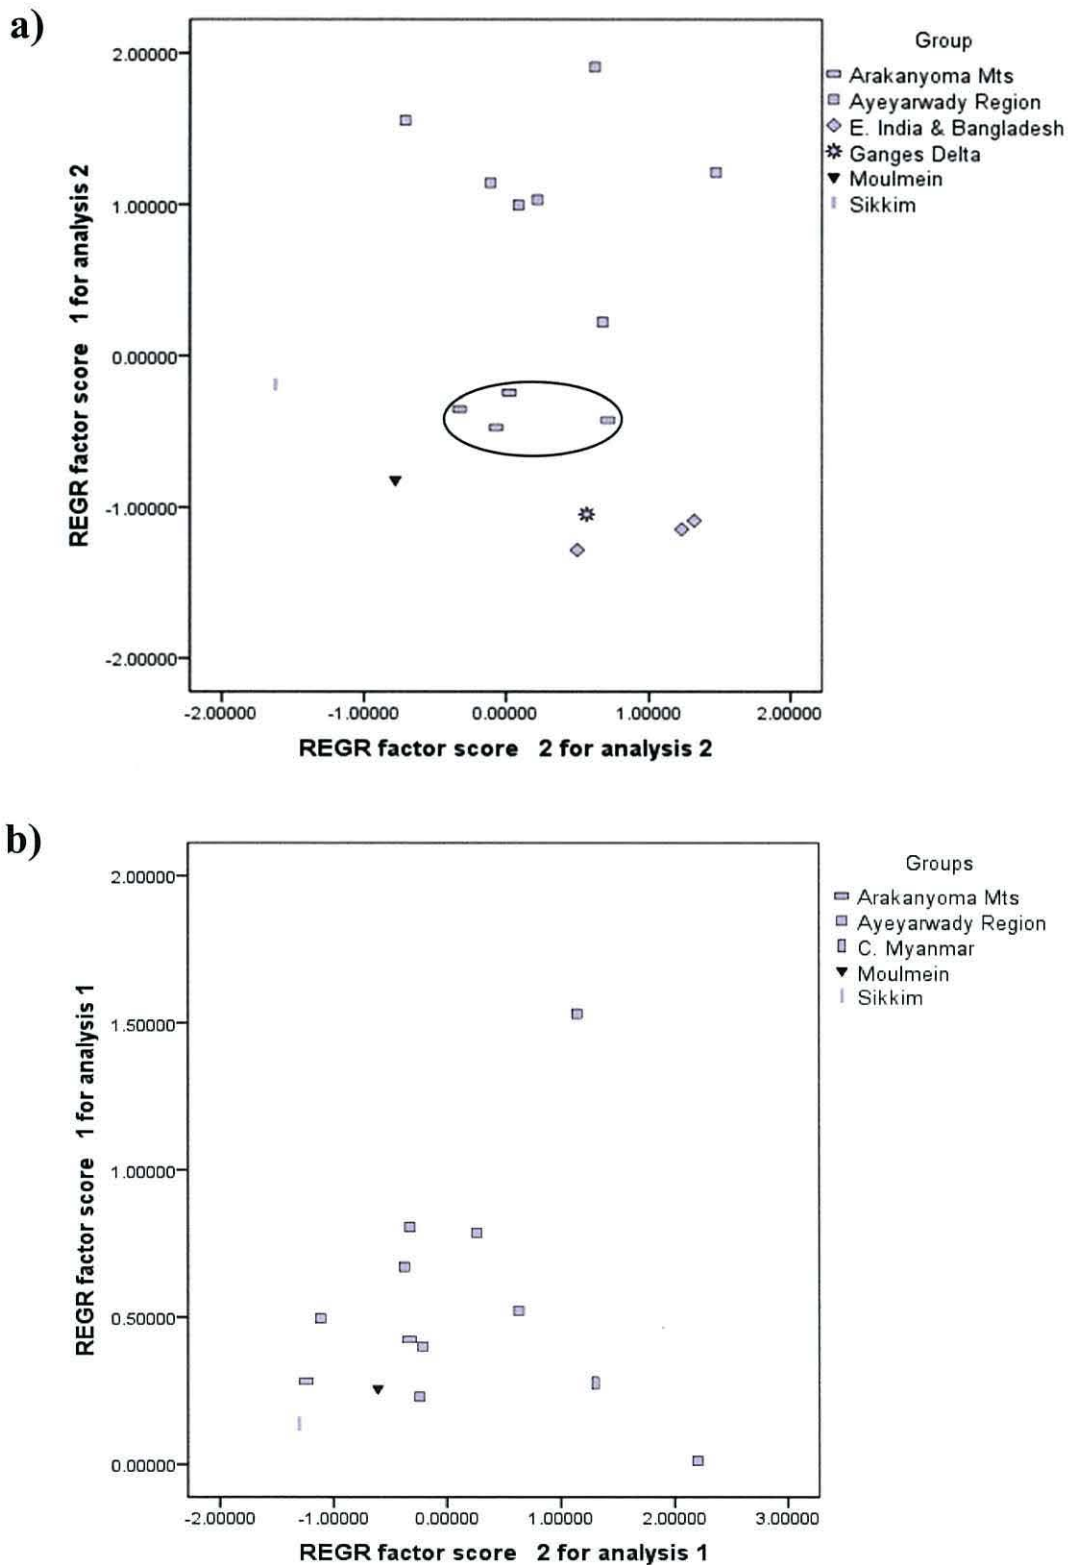 a)
Group
Arakanyoma Mts
Ayeyarwady Region
E. India & Bangladesh
Ganges Delta
Moulmein
Sikkim
REGR factor score 1 for analysis 2
2.00000
1.00000
0.00000
-1.00000
-2.00000
-2.00000 -1.00000 0.00000 1.00000 2.00000
REGR factor score 2 for analysis 2
b)
Groups
Arakanyoma Mts
Ayeyarwady Region
C. Myanmar
Moulmein
Sikkim
REGR factor score 1 for analysis 1
2.00000
1.50000
1.00000
0.50000
0.00000
-2.00000 -1.00000 0.00000 1.00000 2.00000 3.00000
REGR factor score 2 for analysis 1